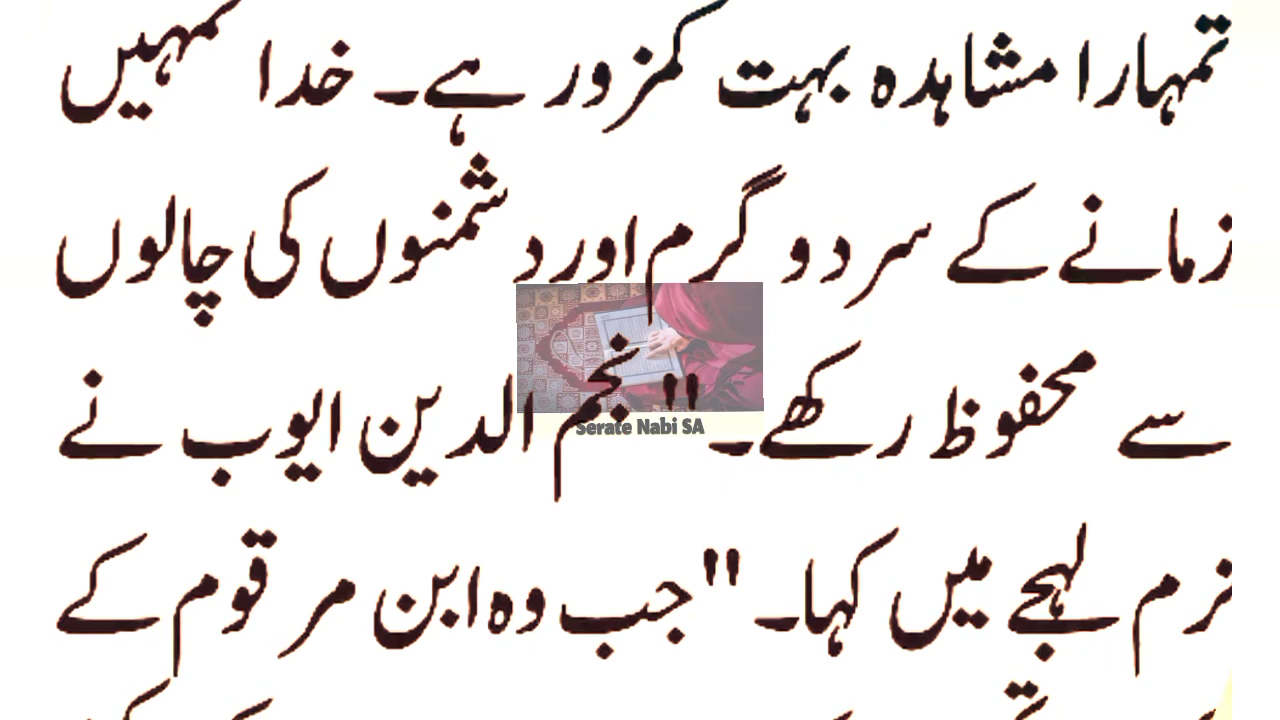 تمہارا مشاہدہ بہت کمزور ہے۔ خدا تمہیں
زمانے کے سرد و گرم اور دشمنوں کی چالوں
سے محفوظ رکھے۔" نجم الدین ایوب نے
نرم لہجے میں کہا۔ "جب وہ ابن مرقوم کے
Serate Nabi SA